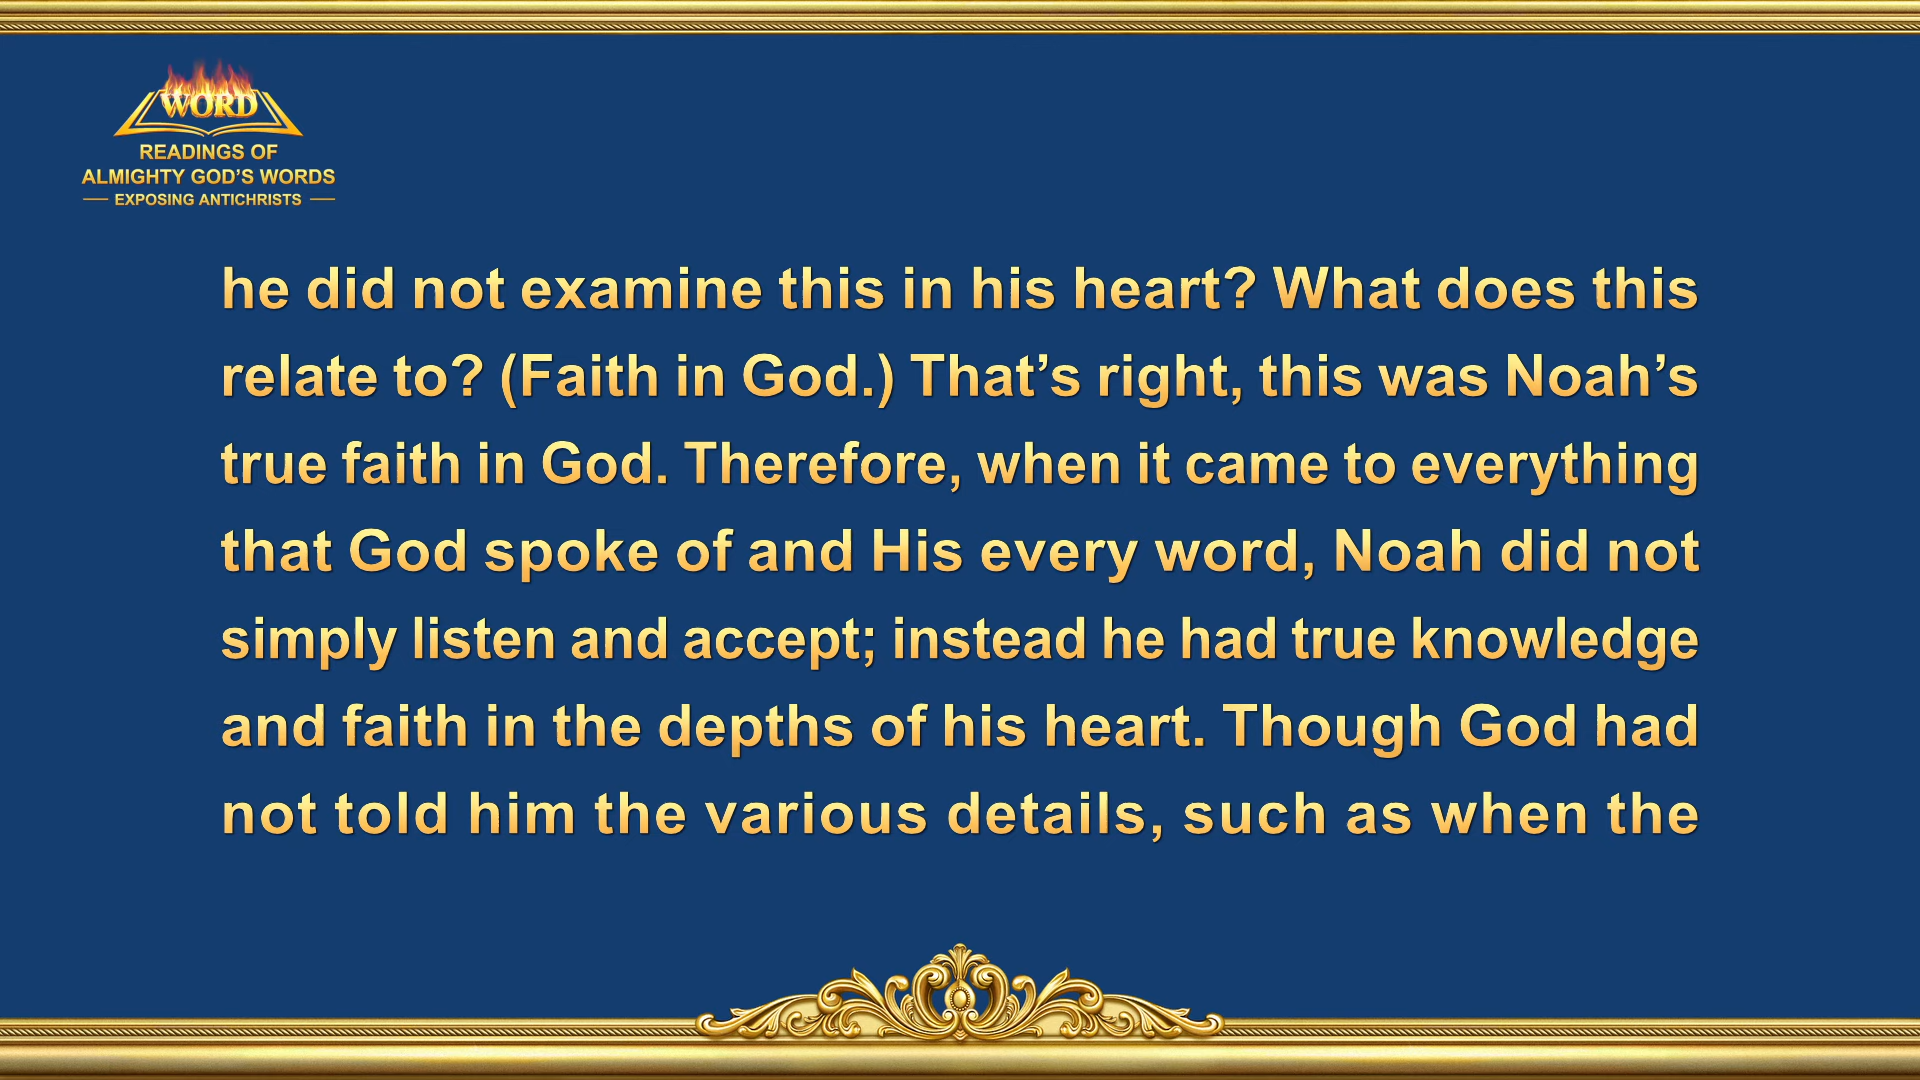 WORD
READINGS OF
ALMIGHTY GOD’S WORDS
EXPOSING ANTICHRISTS
he did not examine this in his heart? What does this
relate to? (Faith in God.) That’s right, this was Noah’s
true faith in God. Therefore, when it came to everything
that God spoke of and His every word, Noah did not
simply listen and accept; instead he had true knowledge
and faith in the depths of his heart. Though God had
not told him the various details, such as when the